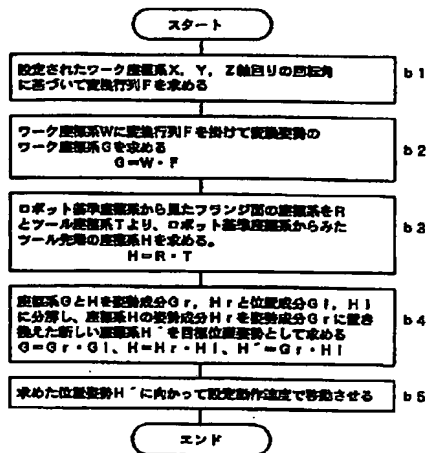 スタート
設定されたワーク座標系X，Y，Z軸回りの回転角
に基づいて変換行列Fを求める
b1
ワーク座標系Wに変換行列Fを掛けて変換姿勢の
ワーク座標系Gを求める
G＝W・F
b2
ロボット基準座標系から見たフランジ面の座標系をR
とツール座標系Tより、ロボット基準座標系からみた
ツール先端の座標系Hを求める。
H＝R・T
b3
座標系GとHを姿勢成分Gr，Hrと位置成分Gl，Hl
に分解し、座標系Hの姿勢成分Hrを姿勢成分Grに置き
換えた新しい座標系H´を目標位置姿勢として求める
G＝Gr・Gl、H＝Hr・Hl、H´＝Gr・Hl
b4
求めた位置姿勢H´に向かって設定動作速度で移動させる
b5
エンド